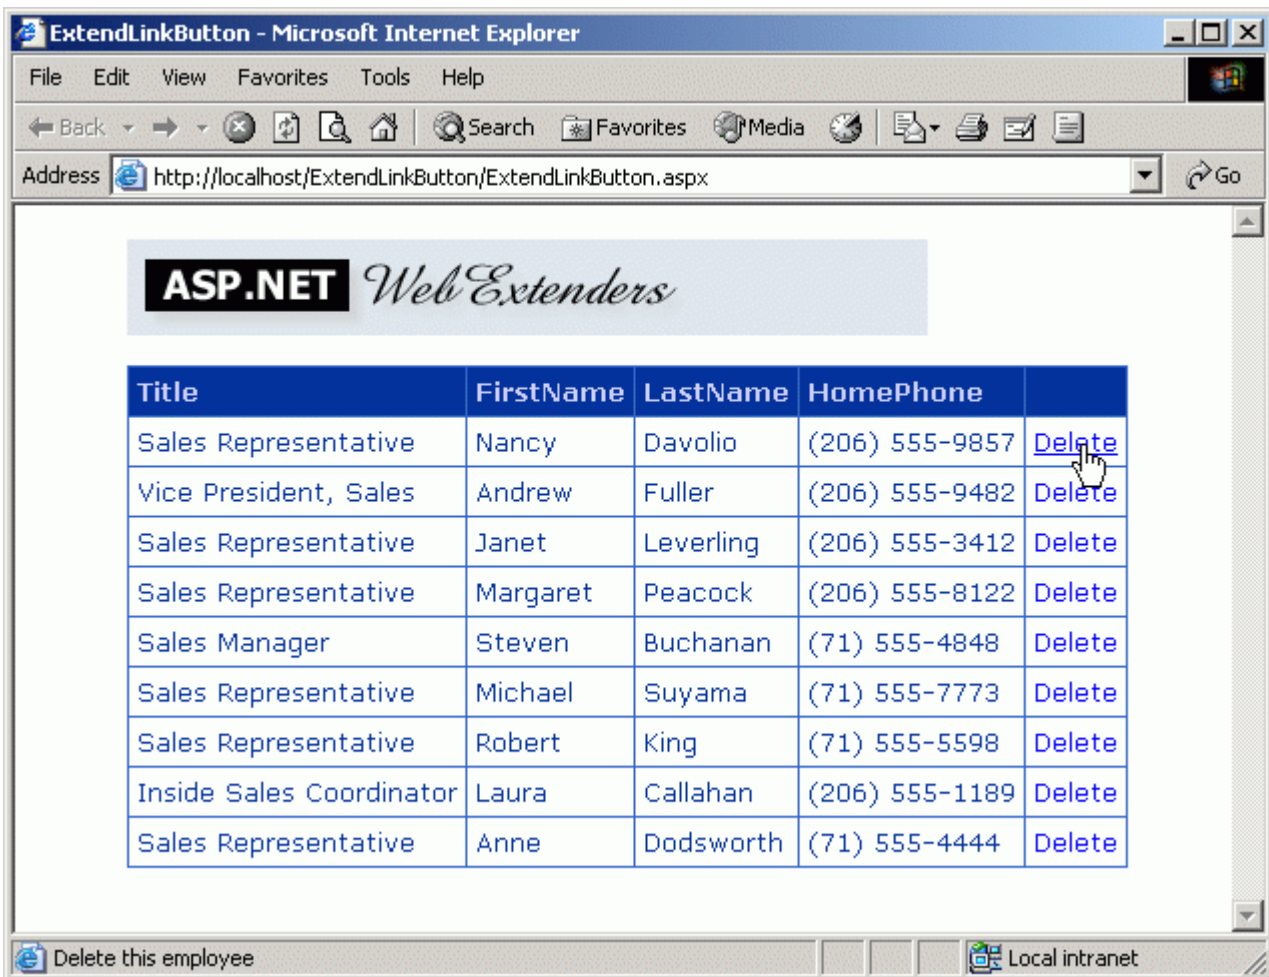 ExtendLinkButton - Microsoft Internet Explorer
File Edit View Favorites Tools Help
Back Search Favorites Media
Address http://localhost/ExtendLinkButton/ExtendLinkButton.aspx Go
ASP.NET WebExtenders
Title FirstName LastName HomePhone
Sales Representative Nancy Davolio (206) 555-9857 Delete
Vice President, Sales Andrew Fuller (206) 555-9482 Delete
Sales Representative Janet Leverling (206) 555-3412 Delete
Sales Representative Margaret Peacock (206) 555-8122 Delete
Sales Manager Steven Buchanan (71) 555-4848 Delete
Sales Representative Michael Suyama (71) 555-7773 Delete
Sales Representative Robert King (71) 555-5598 Delete
Inside Sales Coordinator Laura Callahan (206) 555-1189 Delete
Sales Representative Anne Dodsworth (71) 555-4444 Delete
Delete this employee Local intranet